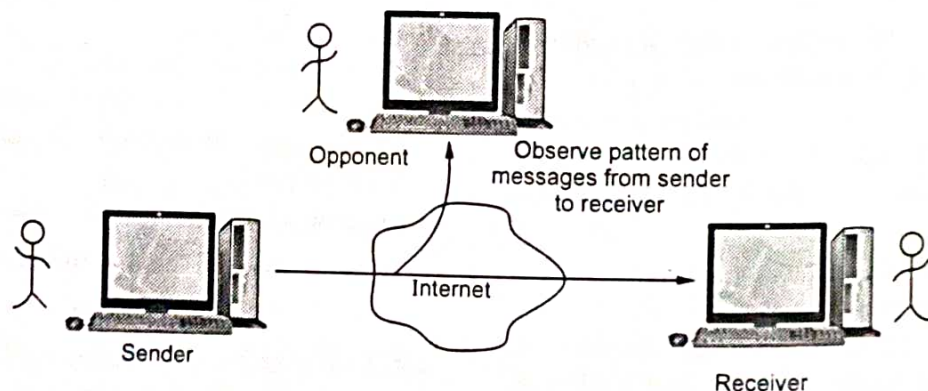 Opponent
Observe pattern of
messages from sender
to receiver
Internet
Sender
Receiver